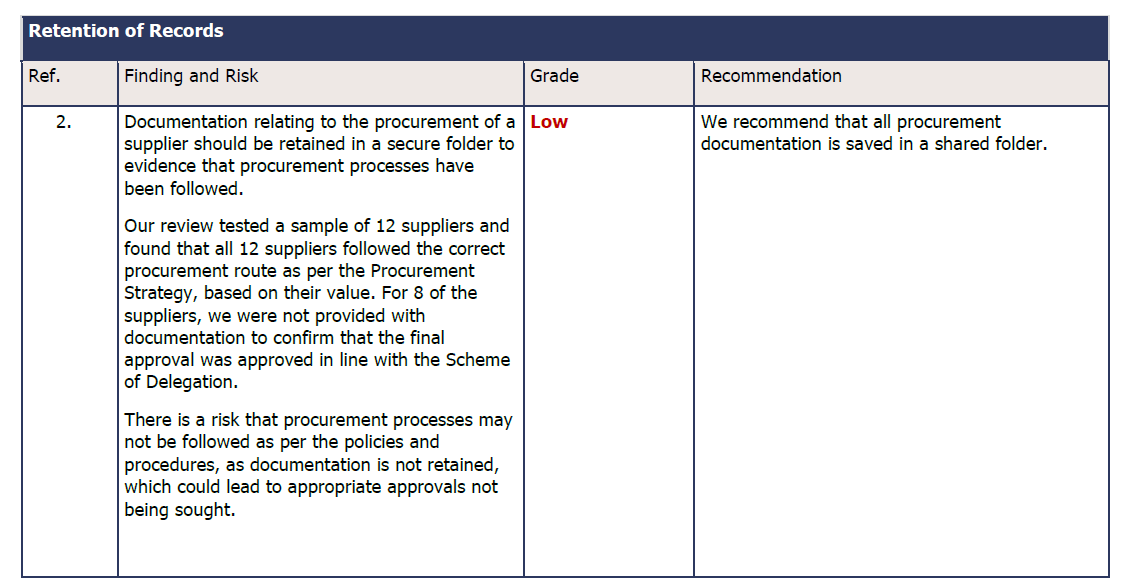 Retention of Records
Ref.
Finding and Risk
Grade
Recommendation
2.
Documentation relating to the procurement of a
supplier should be retained in a secure folder to
evidence that procurement processes have
been followed.
Our review tested a sample of 12 suppliers and
found that all 12 suppliers followed the correct
procurement route as per the Procurement
Strategy, based on their value. For 8 of the
suppliers, we were not provided with
documentation to confirm that the final
approval was approved in line with the Scheme
of Delegation.
There is a risk that procurement processes may
not be followed as per the policies and
procedures, as documentation is not retained,
which could lead to appropriate approvals not
being sought.
Low
We recommend that all procurement
documentation is saved in a shared folder.